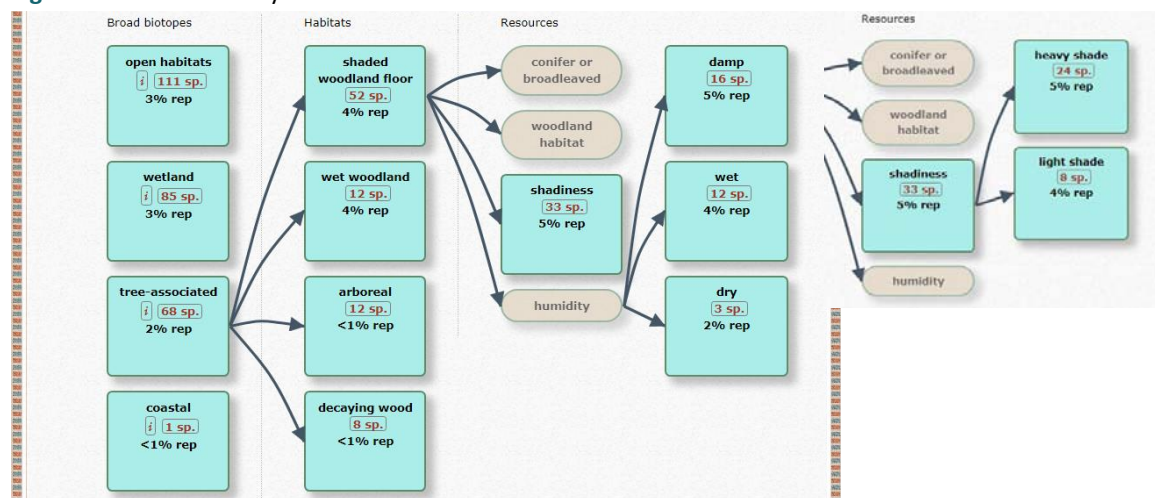 Broad biotopes
Habitats
Resources
open habitats
i 111 sp.
3% rep
wetland
i 85 sp.
3% rep
tree-associated
i 68 sp.
2% rep
coastal
i 1 sp.
<1% rep
shaded
woodland floor
52 sp.
4% rep
wet woodland
12 sp.
4% rep
arboreal
12 sp.
<1% rep
decaying wood
8 sp.
<1% rep
conifer or
broadleaved
woodland
habitat
shadiness
33 sp.
5% rep
humidity
damp
16 sp.
5% rep
wet
12 sp.
4% rep
dry
3 sp.
2% rep
Resources
conifer or
broadleaved
woodland
habitat
shadiness
33 sp.
5% rep
humidity
heavy shade
24 sp.
5% rep
light shade
8 sp.
4% rep